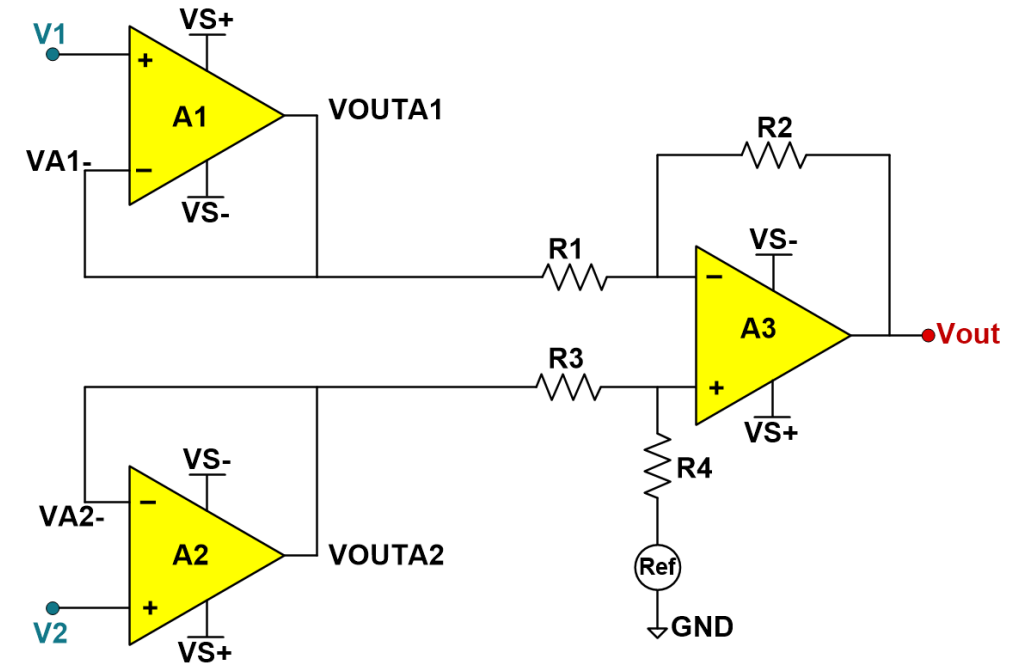 V1
VS+
+
A1
VOUTA1
VA1-
−
VS-
R2
R1
VS-
−
A3
Vout
R3
+
VS+
VS-
R4
−
VA2-
A2
VOUTA2
Ref
+
V2
GND
VS+